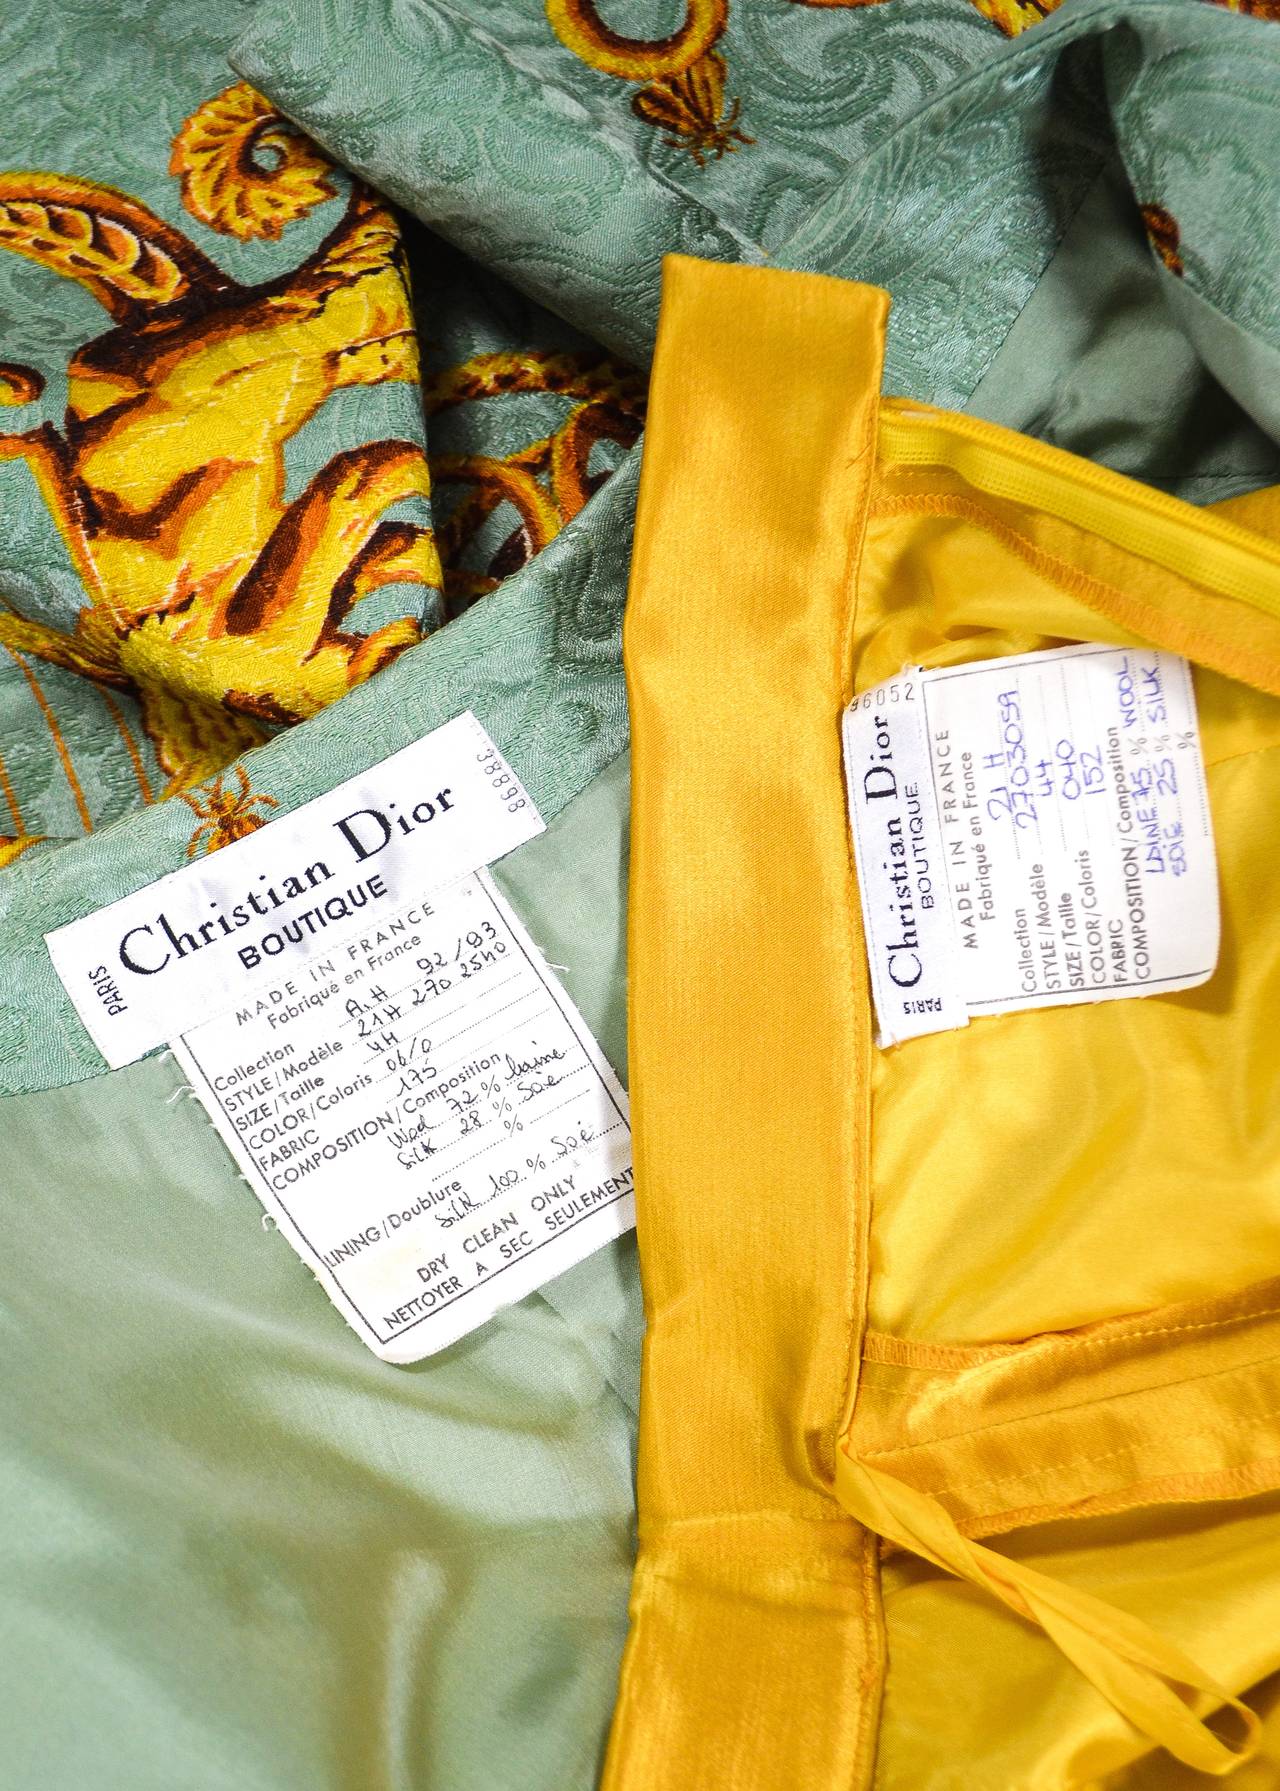 PARIS
Christian Dior
BOUTIQUE
MADE IN FRANCE
Fabriqué en France
Collection A.H 92/93
STYLE/Modèle 21H 270 2540
SIZE/Taille 44
COLOR/Coloris 06/0
FABRIC 175
COMPOSITION/Composition
Wool 72 % laine
Silk 28 % Soie
%
LINING/Doublure
Silk 100 % Soie
DRY CLEAN ONLY
NETTOYER A SEC SEULEMENT
96052
PARIS
Christian Dior
BOUTIQUE
MADE IN FRANCE
Fabriqué en France
Collection 21 H
STYLE/Modèle 2703059
SIZE/Taille 44
COLOR/Coloris 040
FABRIC 152
COMPOSITION/Composition
LAINE 75 % WOOL
SOIE 25 % SILK
%